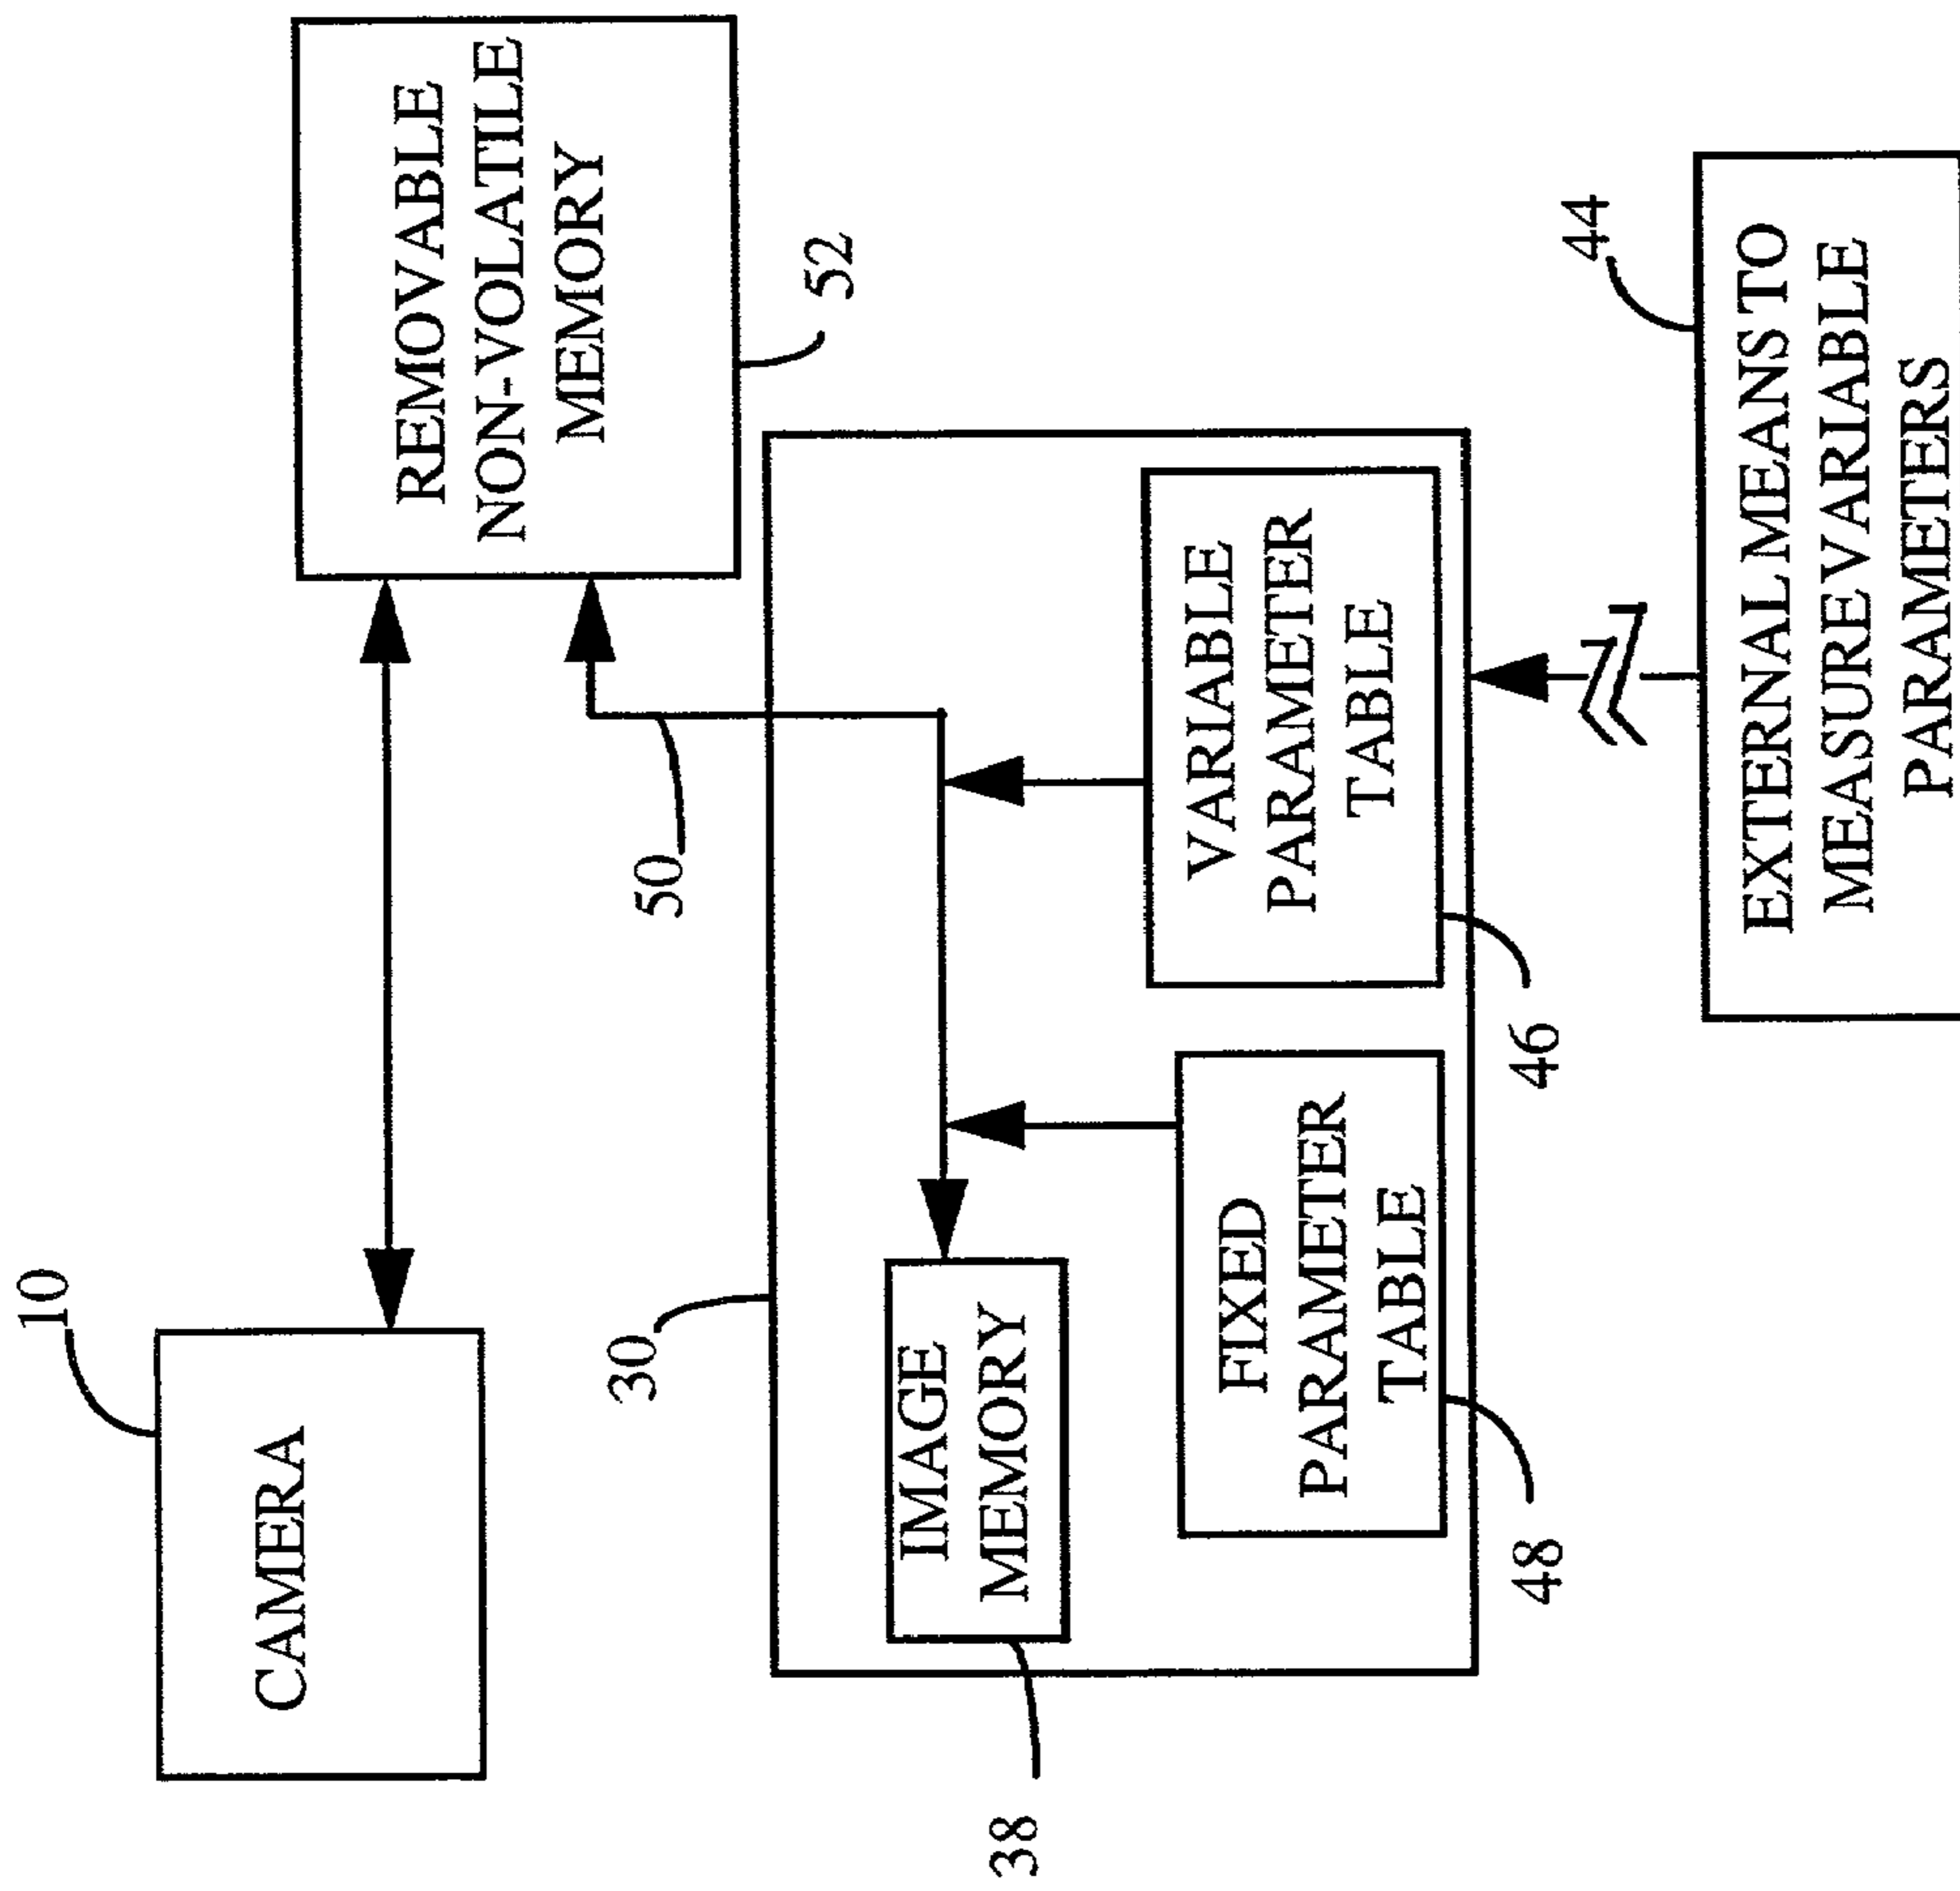 10
CAMERA
REMOVABLE
NON-VOLATILE
MEMORY
52
50
30
IMAGE
MEMORY
38
VARIABLE
PARAMETER
TABLE
46
FIXED
PARAMETER
TABLE
48
44
EXTERNAL MEANS TO
MEASURE VARIABLE
PARAMETERS